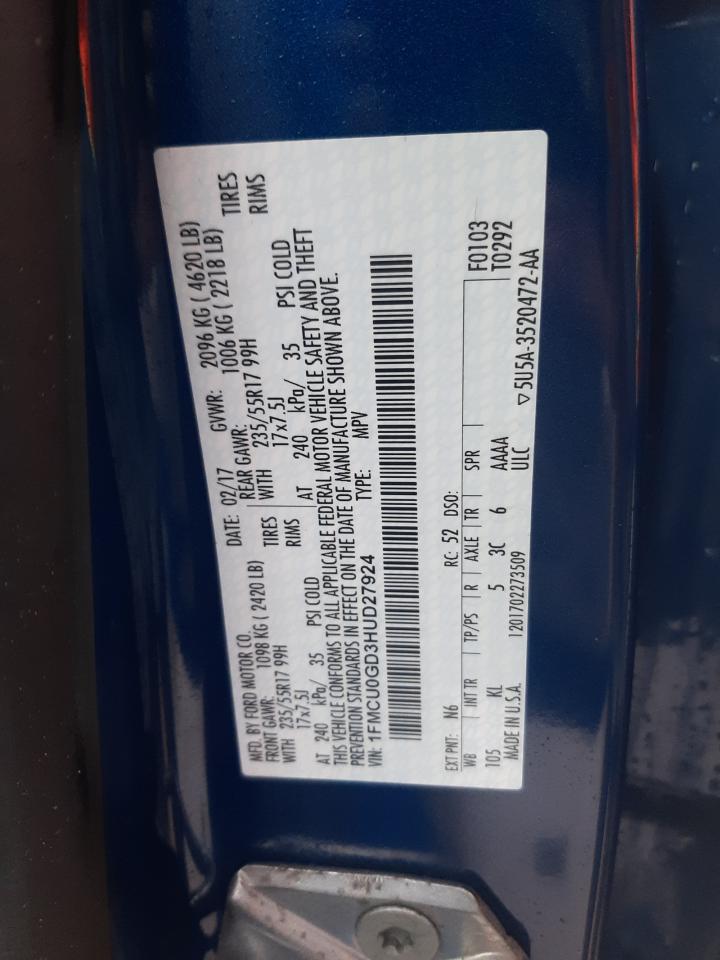 MFD. BY FORD MOTOR CO.
DATE: 02/17 GVWR: 2096 KG ( 4620 LB)
FRONT GAWR: 1098 KG ( 2420 LB) REAR GAWR: 1006 KG ( 2218 LB)
WITH 235/55R17 99H TIRES WITH 235/55R17 99H TIRES
17x7.5J RIMS 17x7.5J RIMS
AT 240 kPa/ 35 PSI COLD AT 240 kPa/ 35 PSI COLD
THIS VEHICLE CONFORMS TO ALL APPLICABLE FEDERAL MOTOR VEHICLE SAFETY AND THEFT
PREVENTION STANDARDS IN EFFECT ON THE DATE OF MANUFACTURE SHOWN ABOVE.
VIN: 1FMCU0GD3HUD27924 TYPE: MPV
EXT PNT: N6 RC: 52 DSO:
WB INT TR TP/PS R AXLE TR SPR F0103
105 KL 5 3C 6 AAAA T0292
MADE IN U.S.A. 1201702273509 ULC ▽5U5A-3520472-AA